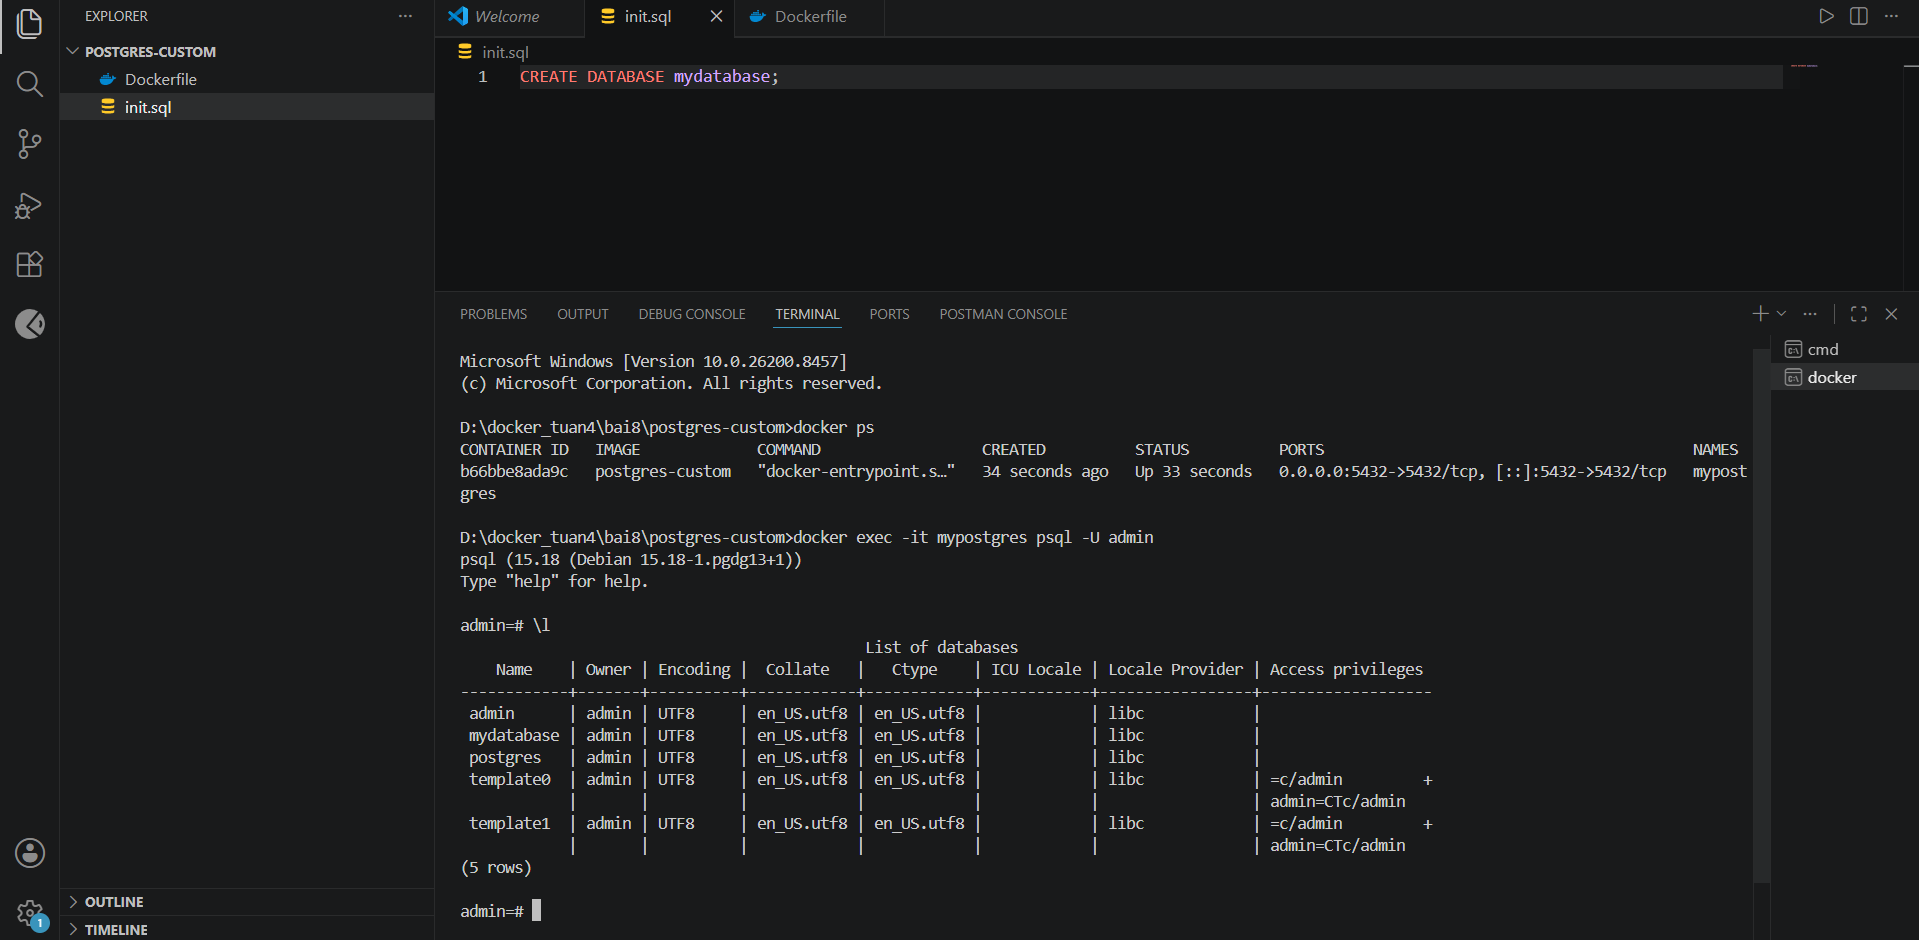 EXPLORER
POSTGRES-CUSTOM
Dockerfile
init.sql
OUTLINE
TIMELINE
1
Welcome
init.sql
Dockerfile
init.sql
1 CREATE DATABASE mydatabase;
PROBLEMS OUTPUT DEBUG CONSOLE TERMINAL PORTS POSTMAN CONSOLE
Microsoft Windows [Version 10.0.26200.8457]
(c) Microsoft Corporation. All rights reserved.
D:\docker_tuan4\bai8\postgres-custom>docker ps
CONTAINER ID   IMAGE             COMMAND                  CREATED          STATUS          PORTS                                         NAMES
b66bbe8ada9c   postgres-custom   "docker-entrypoint.s…"   34 seconds ago   Up 33 seconds   0.0.0.0:5432->5432/tcp, [::]:5432->5432/tcp   mypost
gres
D:\docker_tuan4\bai8\postgres-custom>docker exec -it mypostgres psql -U admin
psql (15.18 (Debian 15.18-1.pgdg13+1))
Type "help" for help.
admin=# \l
                                             List of databases
    Name    | Owner | Encoding |  Collate   |   Ctype    | ICU Locale | Locale Provider | Access privileges
------------+-------+----------+------------+------------+------------+-----------------+-------------------
 admin      | admin | UTF8     | en_US.utf8 | en_US.utf8 |            | libc            |
 mydatabase | admin | UTF8     | en_US.utf8 | en_US.utf8 |            | libc            |
 postgres   | admin | UTF8     | en_US.utf8 | en_US.utf8 |            | libc            |
 template0  | admin | UTF8     | en_US.utf8 | en_US.utf8 |            | libc            | =c/admin         +
            |       |          |            |            |            |                 | admin=CTc/admin
 template1  | admin | UTF8     | en_US.utf8 | en_US.utf8 |            | libc            | =c/admin         +
            |       |          |            |            |            |                 | admin=CTc/admin
(5 rows)
admin=#
cmd
docker